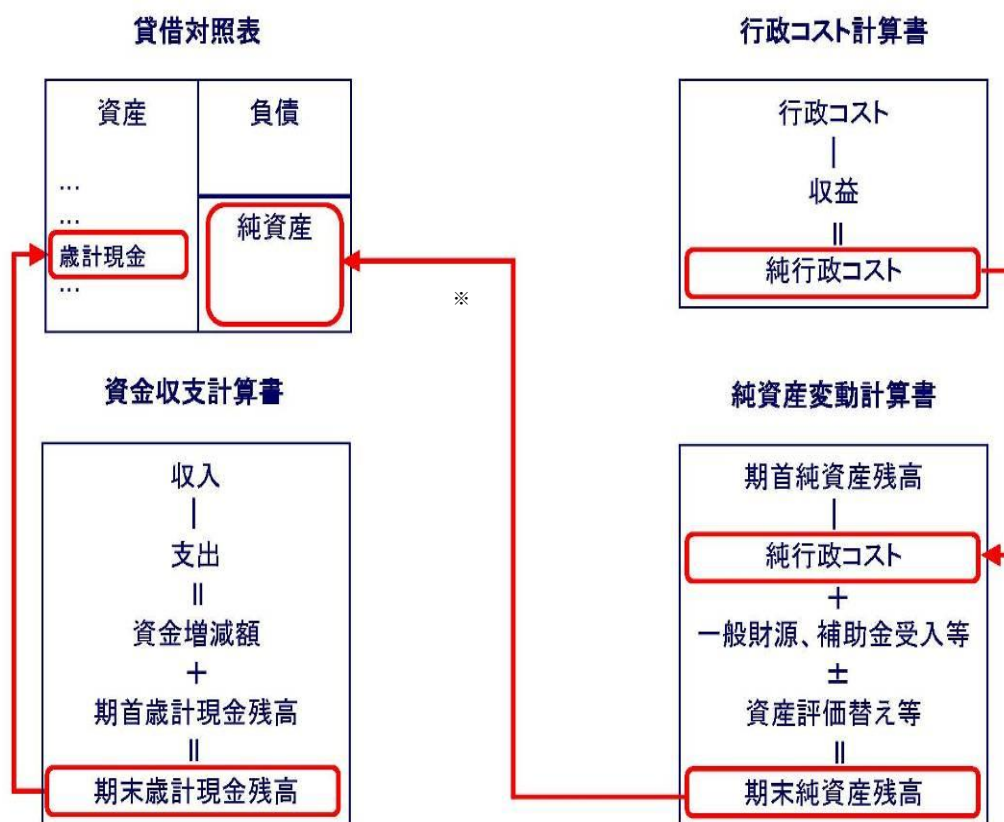 貸借対照表
資産
負債
…
…
歳計現金
…
純資産
※
行政コスト計算書
行政コスト
|
収益
||
純行政コスト
資金収支計算書
収入
|
支出
||
資金増減額
+
期首歳計現金残高
||
期末歳計現金残高
純資産変動計算書
期首純資産残高
|
純行政コスト
+
一般財源、補助金受入等
±
資産評価替え等
||
期末純資産残高